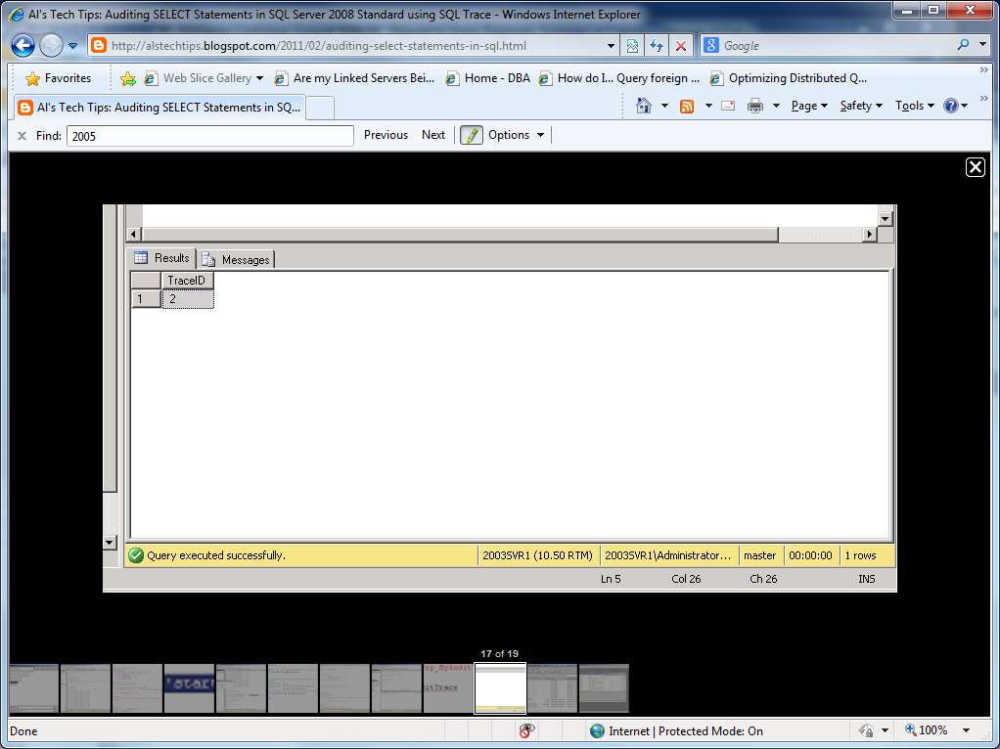 Al's Tech Tips: Auditing SELECT Statements in SQL Server 2008 Standard using SQL Trace - Windows Internet Explorer
http://alstechtips.blogspot.com/2011/02/auditing-select-statements-in-sql.html
Google
Favorites Web Slice Gallery Are my Linked Servers Bei... Home - DBA How do I... Query foreign ... Optimizing Distributed Q...
Al's Tech Tips: Auditing SELECT Statements in SQ... Page Safety Tools
Find: 2005 Previous Next Options
Results Messages
TraceID
1 2
Query executed successfully. 2003SVR1 (10.50 RTM) 2003SVR1\Administrator... master 00:00:00 1 rows
Ln 5 Col 26 Ch 26 INS
17 of 19
Done Internet | Protected Mode: On 100%